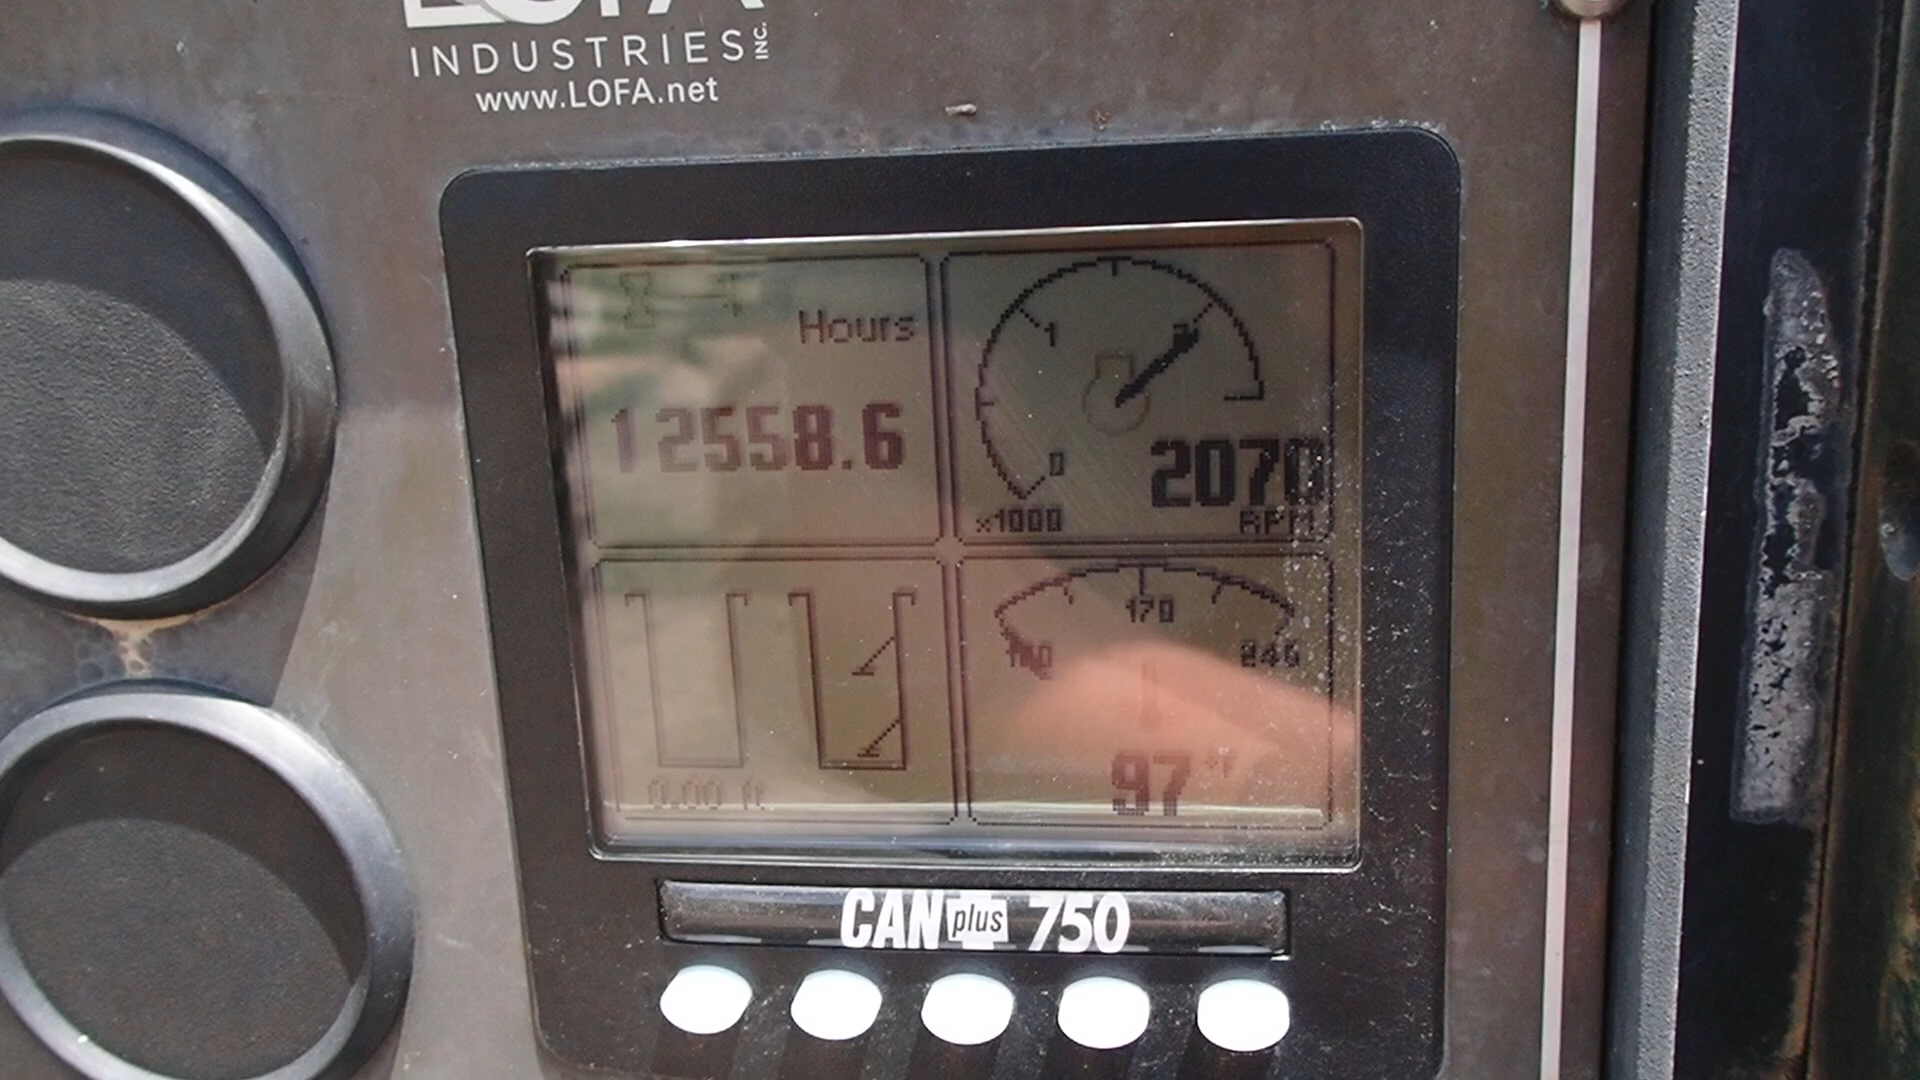 INDUSTRIES INC.
www.LOFA.net
Hours
12558.6
1
2
0
x1000
2070
RPM
170
240
97 °F
0.00 ft
CAN plus 750